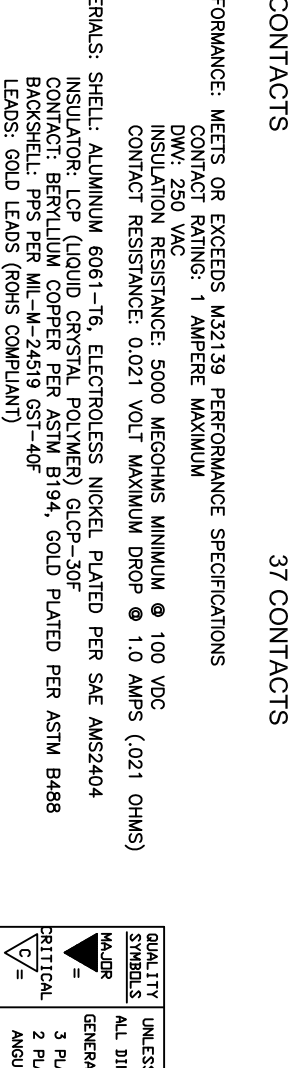 CONTACTS
37 CONTACTS
FORMANCE: MEETS OR EXCEEDS M32139 PERFORMANCE SPECIFICATIONS
CONTACT RATING: 1 AMPERE MAXIMUM
DWV: 250 VAC
INSULATION RESISTANCE: 5000 MEGOHMS MINIMUM @ 100 VDC
CONTACT RESISTANCE: 0.021 VOLT MAXIMUM DROP @ 1.0 AMPS (.021 OHMS)
ERIALS: SHELL: ALUMINUM 6061-T6, ELECTROLESS NICKEL PLATED PER SAE AMS2404
INSULATOR: LCP (LIQUID CRYSTAL POLYMER) GLCP-30F
CONTACT: BERYLLIUM COPPER PER ASTM B194, GOLD PLATED PER ASTM B488
BACKSHELL: PPS PER MIL-M-24519 GST-40F
LEADS: GOLD LEADS (ROHS COMPLIANT)
QUALITY
SYMBOLS
MAJOR
=
CRITICAL
C =
UNLESS
ALL DI
GENERA
3 PL
2 PL
ANGU